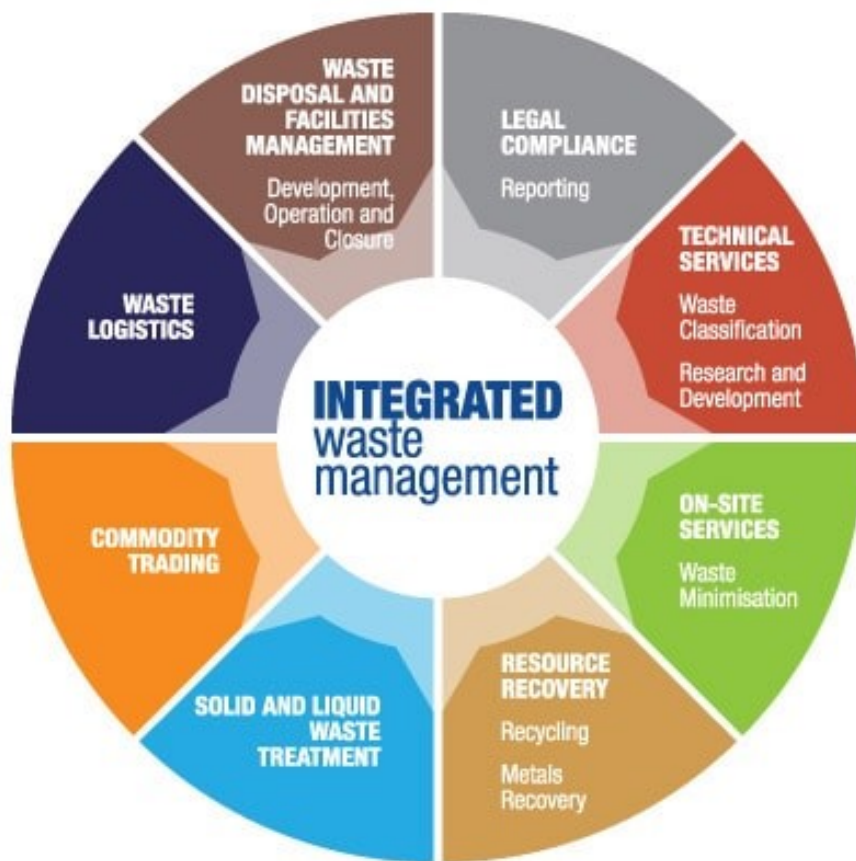 INTEGRATED
waste
management
LEGAL
COMPLIANCE
Reporting
TECHNICAL
SERVICES
Waste
Classification
Research and
Development
ON-SITE
SERVICES
Waste
Minimisation
RESOURCE
RECOVERY
Recycling
Metals
Recovery
SOLID AND LIQUID
WASTE
TREATMENT
COMMODITY
TRADING
WASTE
LOGISTICS
WASTE
DISPOSAL AND
FACILITIES
MANAGEMENT
Development,
Operation and
Closure